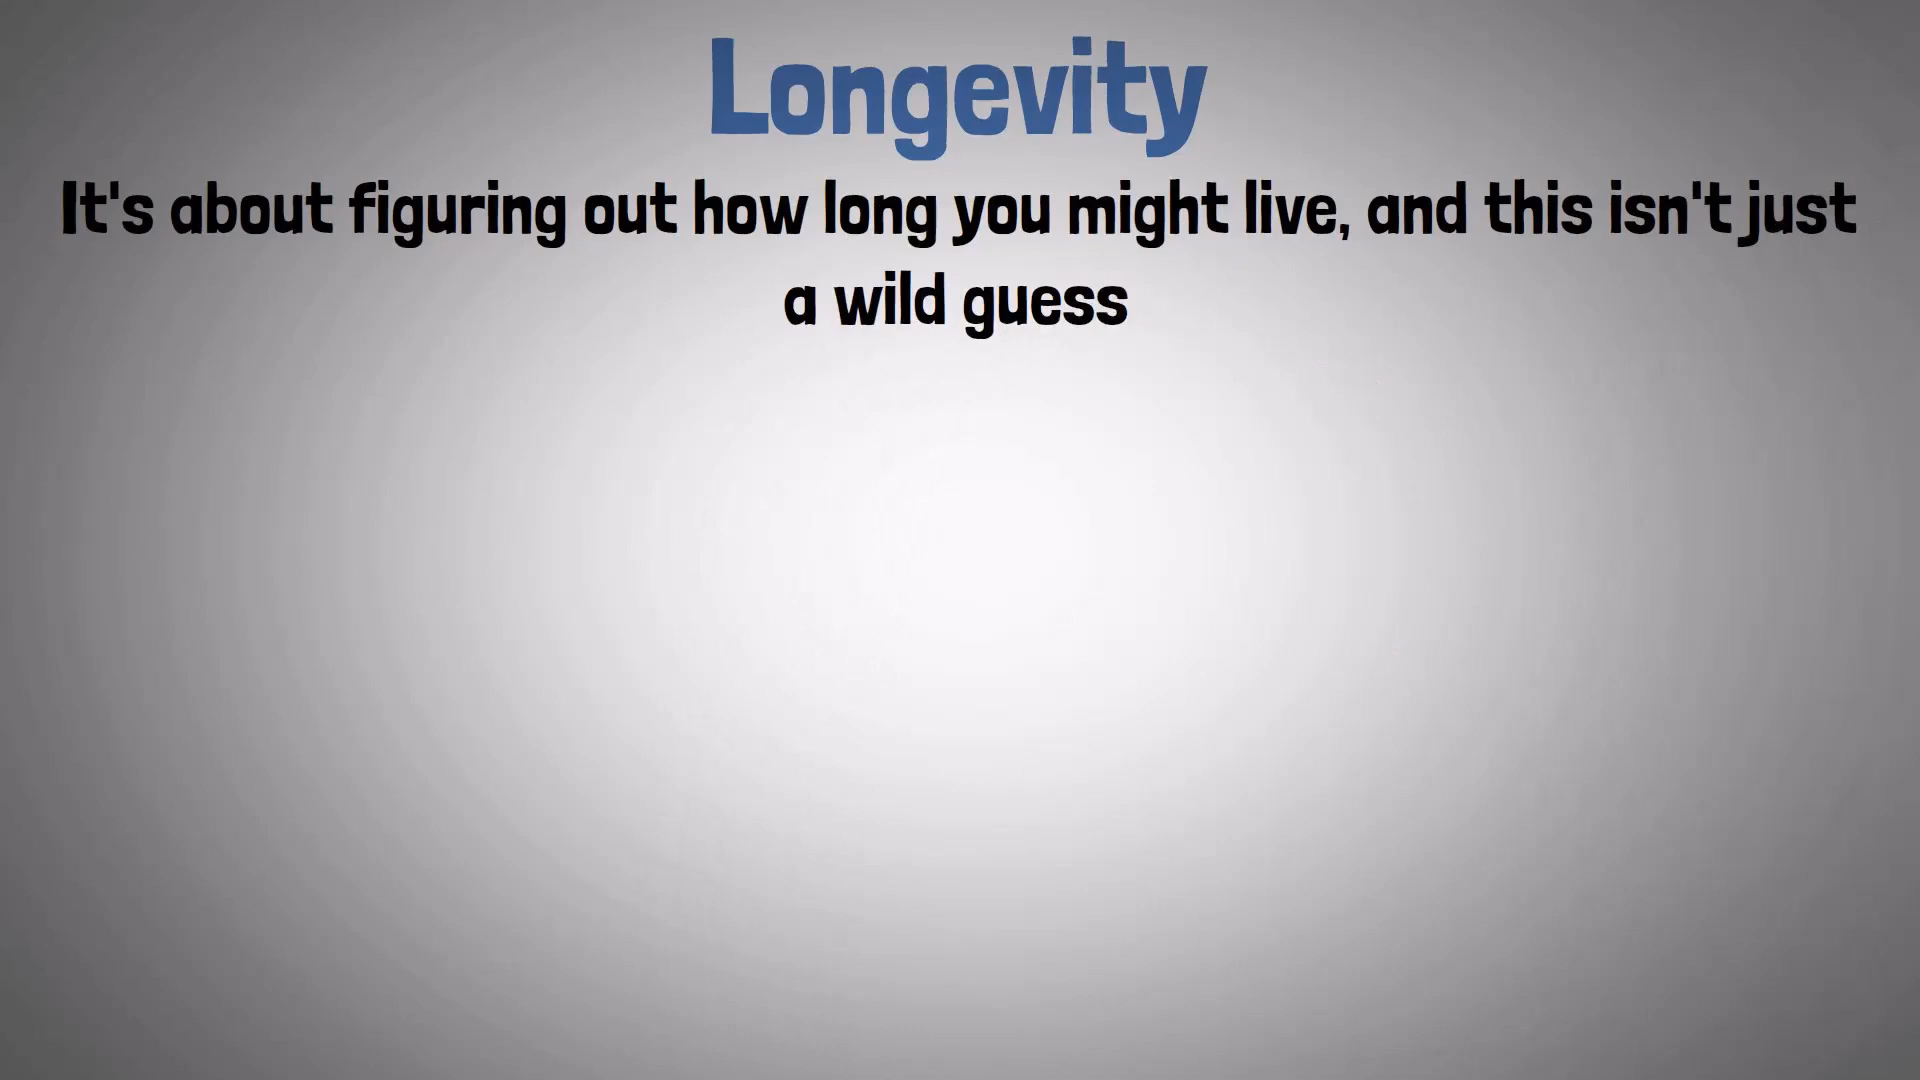 Longevity
It's about figuring out how long you might live, and this isn't just
a wild guess